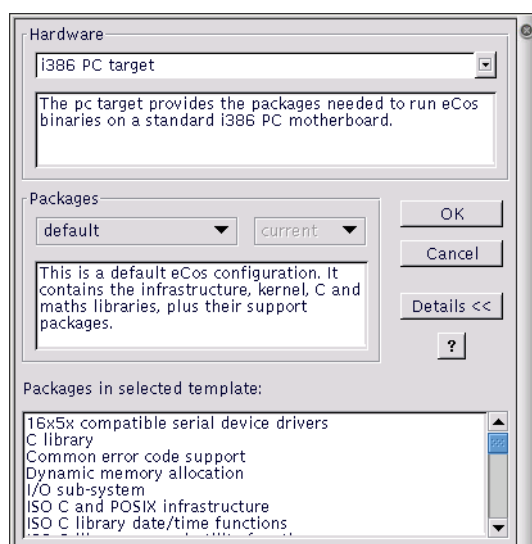 Hardware
i386 PC target
The pc target provides the packages needed to run eCos
binaries on a standard i386 PC motherboard.
Packages
default
current
OK
This is a default eCos configuration. It
contains the infrastructure, kernel, C and
maths libraries, plus their support
packages.
Cancel
Details <<
?
Packages in selected template:
16x5x compatible serial device drivers
C library
Common error code support
Dynamic memory allocation
I/O sub-system
ISO C and POSIX infrastructure
ISO C library date/time functions